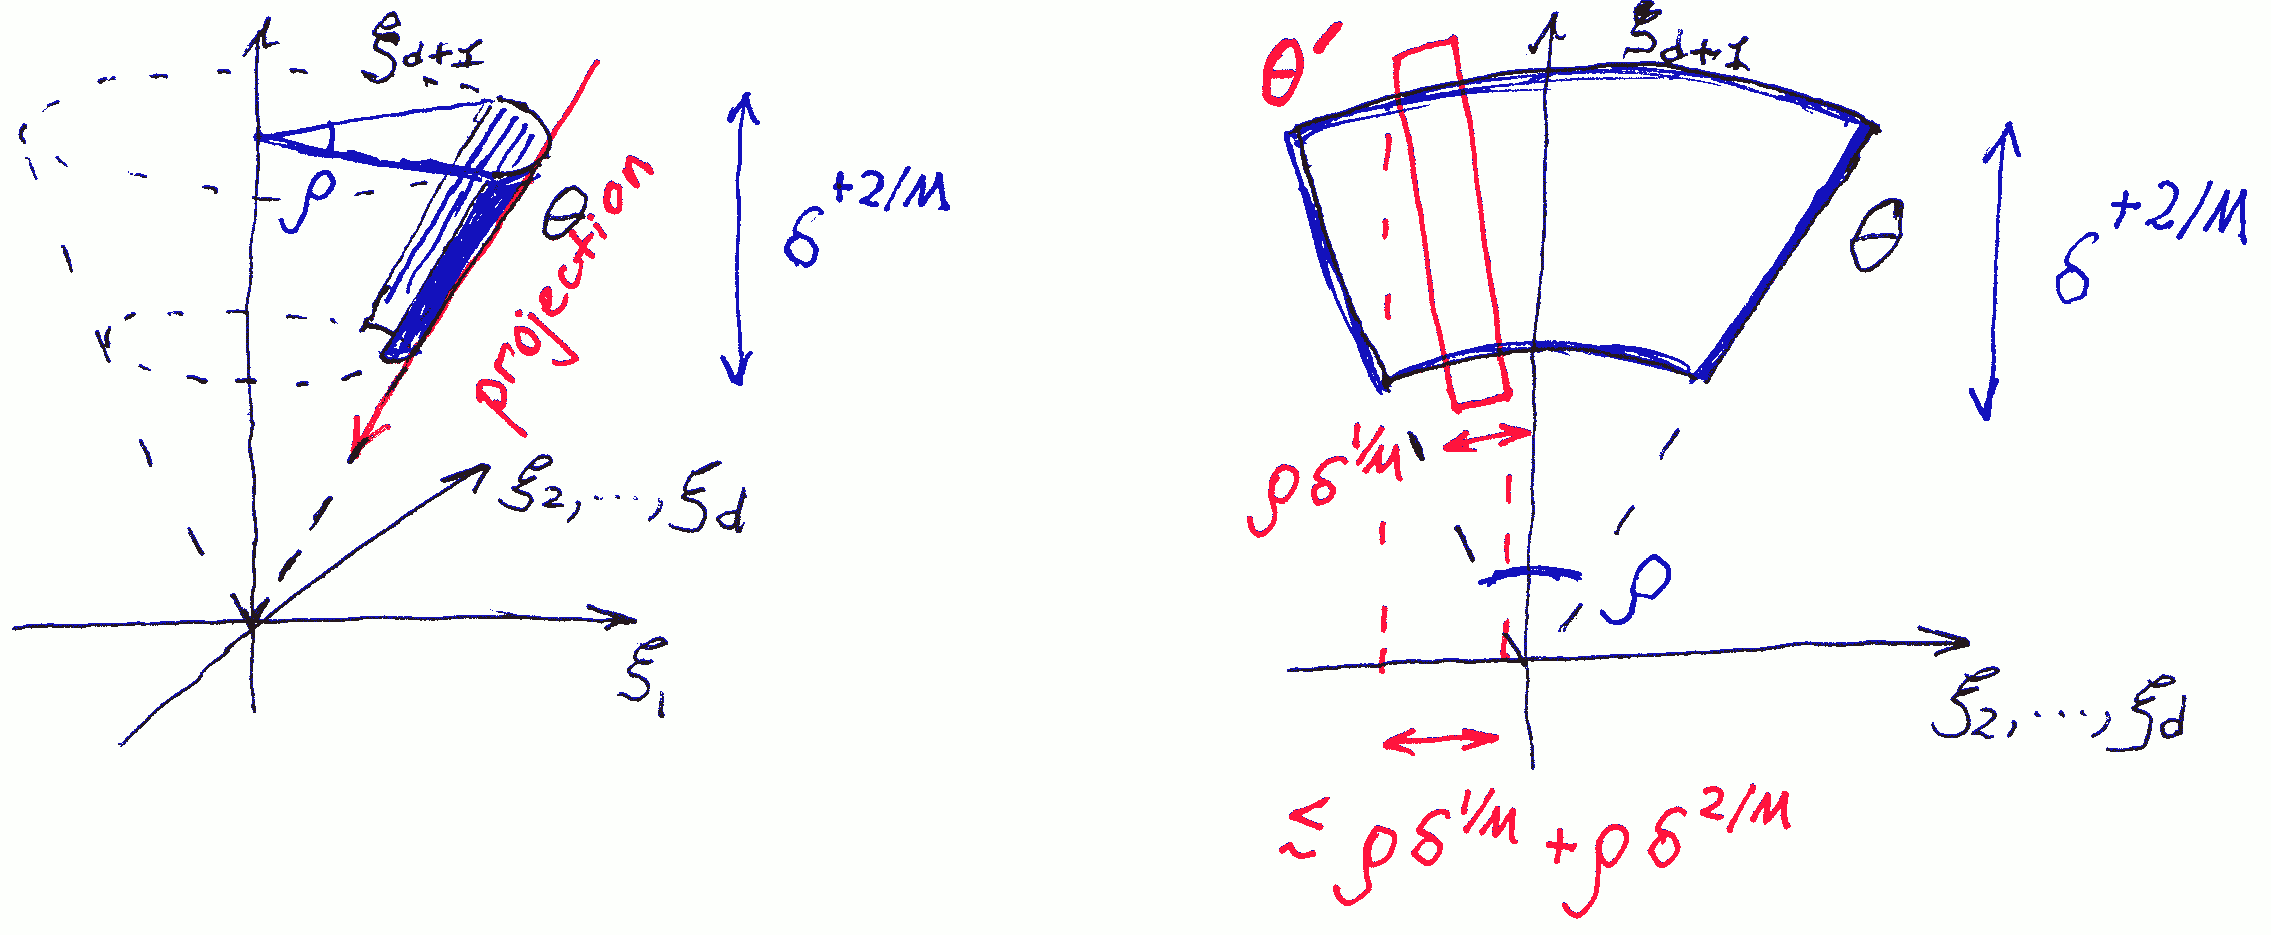 ξ_{d+1}
ρ
θ
projection
δ^{+2/M}
ξ_2, ..., ξ_d
ξ_1
θ'
ξ_{d+1}
θ
δ^{+2/M}
ρδ^{1/M}
ρ
ξ_2, ..., ξ_d
≲ ρδ^{1/M} + ρδ^{2/M}